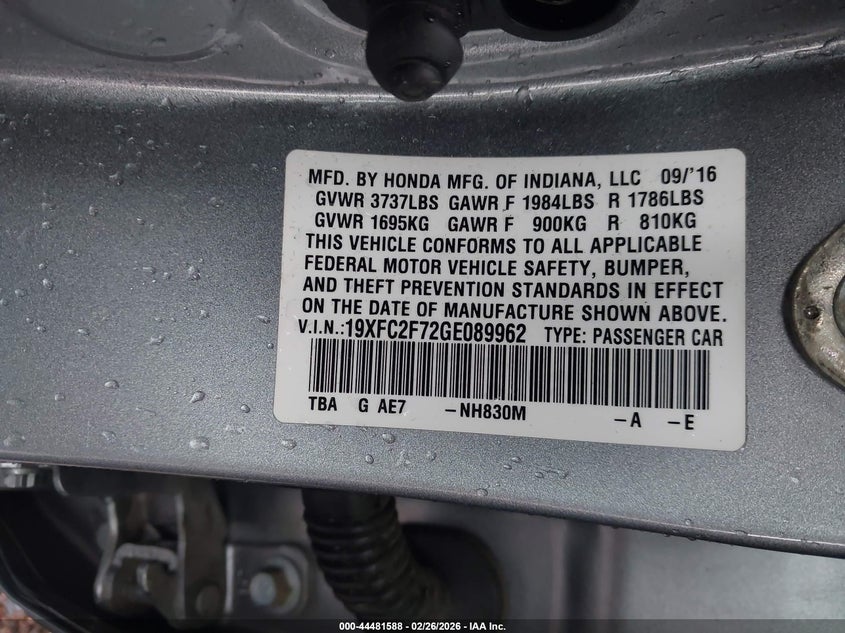 MFD. BY HONDA MFG. OF INDIANA, LLC 09/'16
GVWR 3737LBS GAWR F 1984LBS R 1786LBS
GVWR 1695KG GAWR F 900KG R 810KG
THIS VEHICLE CONFORMS TO ALL APPLICABLE
FEDERAL MOTOR VEHICLE SAFETY, BUMPER,
AND THEFT PREVENTION STANDARDS IN EFFECT
ON THE DATE OF MANUFACTURE SHOWN ABOVE.
V.I.N.:19XFC2F72GE089962 TYPE: PASSENGER CAR
TBA G AE7 -NH830M -A -E
000-44481588 - 02/26/2026 - IAA Inc.